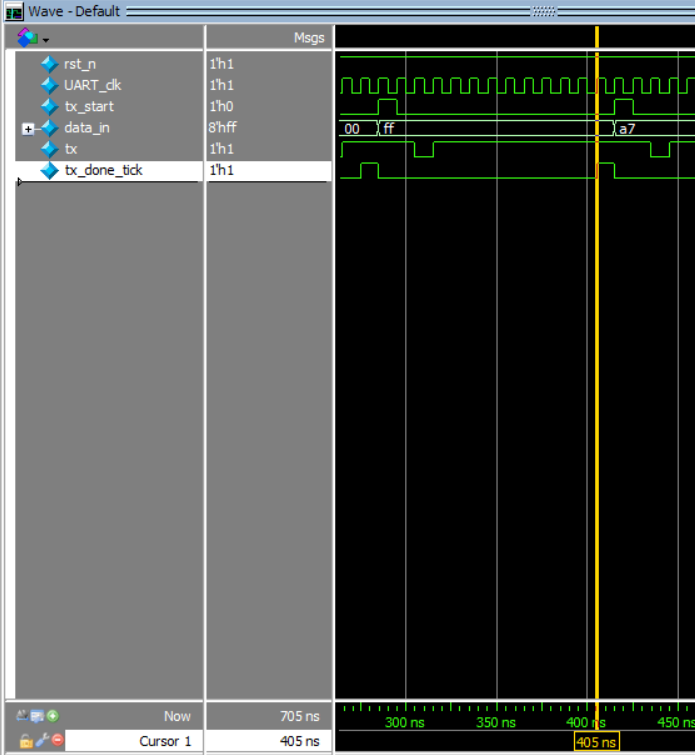 Wave - Default
Msgs
rst_n 1'h1
UART_clk 1'h1
tx_start 1'h0
data_in 8'hff 00 ff a7
tx 1'h1
tx_done_tick 1'h1
Now 705 ns 300 ns 350 ns 400 ns 450 n
Cursor 1 405 ns 405 ns